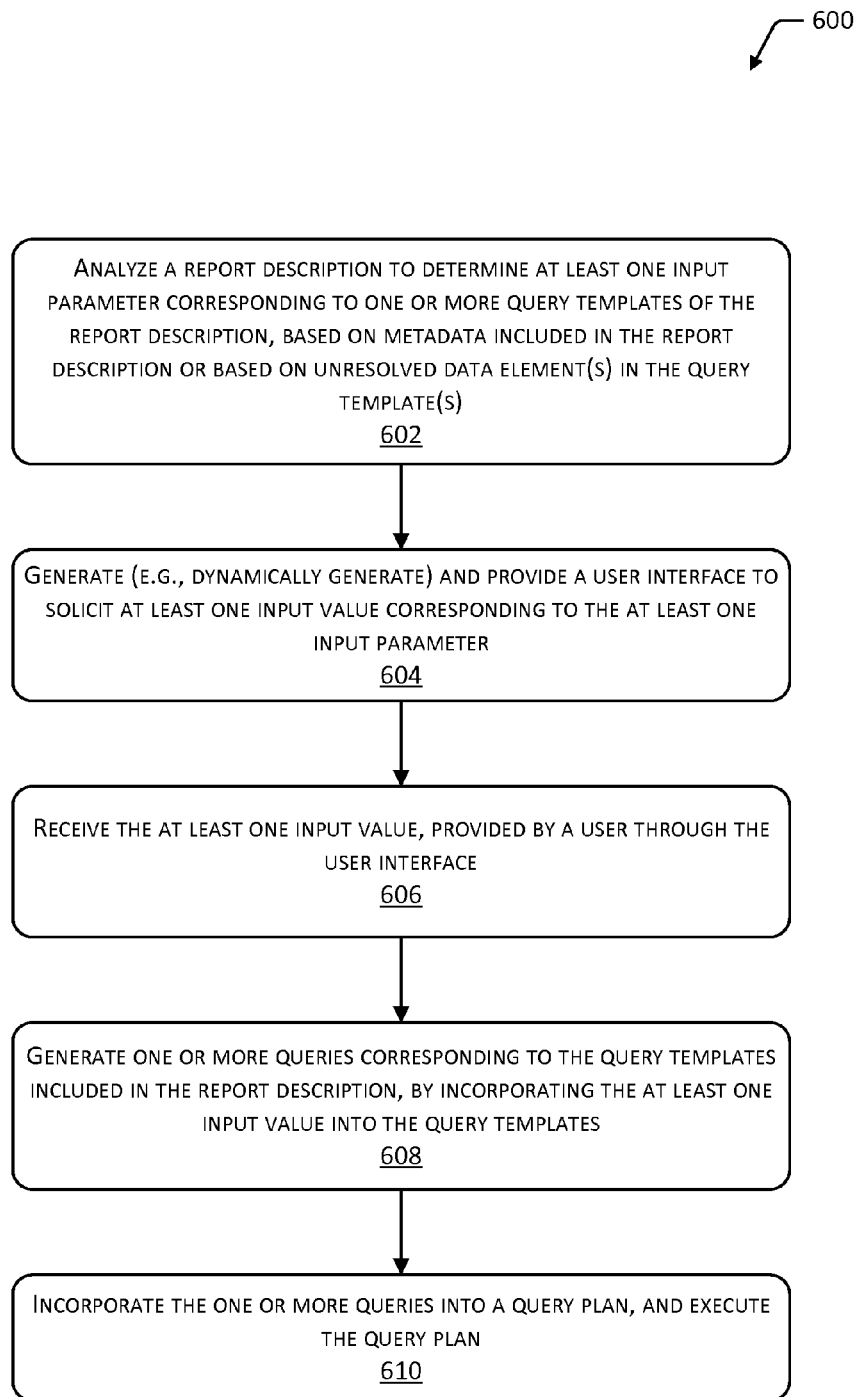 600
ANALYZE A REPORT DESCRIPTION TO DETERMINE AT LEAST ONE INPUT
PARAMETER CORRESPONDING TO ONE OR MORE QUERY TEMPLATES OF THE
REPORT DESCRIPTION, BASED ON METADATA INCLUDED IN THE REPORT
DESCRIPTION OR BASED ON UNRESOLVED DATA ELEMENT(S) IN THE QUERY
TEMPLATE(S)
602
GENERATE (E.G., DYNAMICALLY GENERATE) AND PROVIDE A USER INTERFACE TO
SOLICIT AT LEAST ONE INPUT VALUE CORRESPONDING TO THE AT LEAST ONE
INPUT PARAMETER
604
RECEIVE THE AT LEAST ONE INPUT VALUE, PROVIDED BY A USER THROUGH THE
USER INTERFACE
606
GENERATE ONE OR MORE QUERIES CORRESPONDING TO THE QUERY TEMPLATES
INCLUDED IN THE REPORT DESCRIPTION, BY INCORPORATING THE AT LEAST ONE
INPUT VALUE INTO THE QUERY TEMPLATES
608
INCORPORATE THE ONE OR MORE QUERIES INTO A QUERY PLAN, AND EXECUTE
THE QUERY PLAN
610